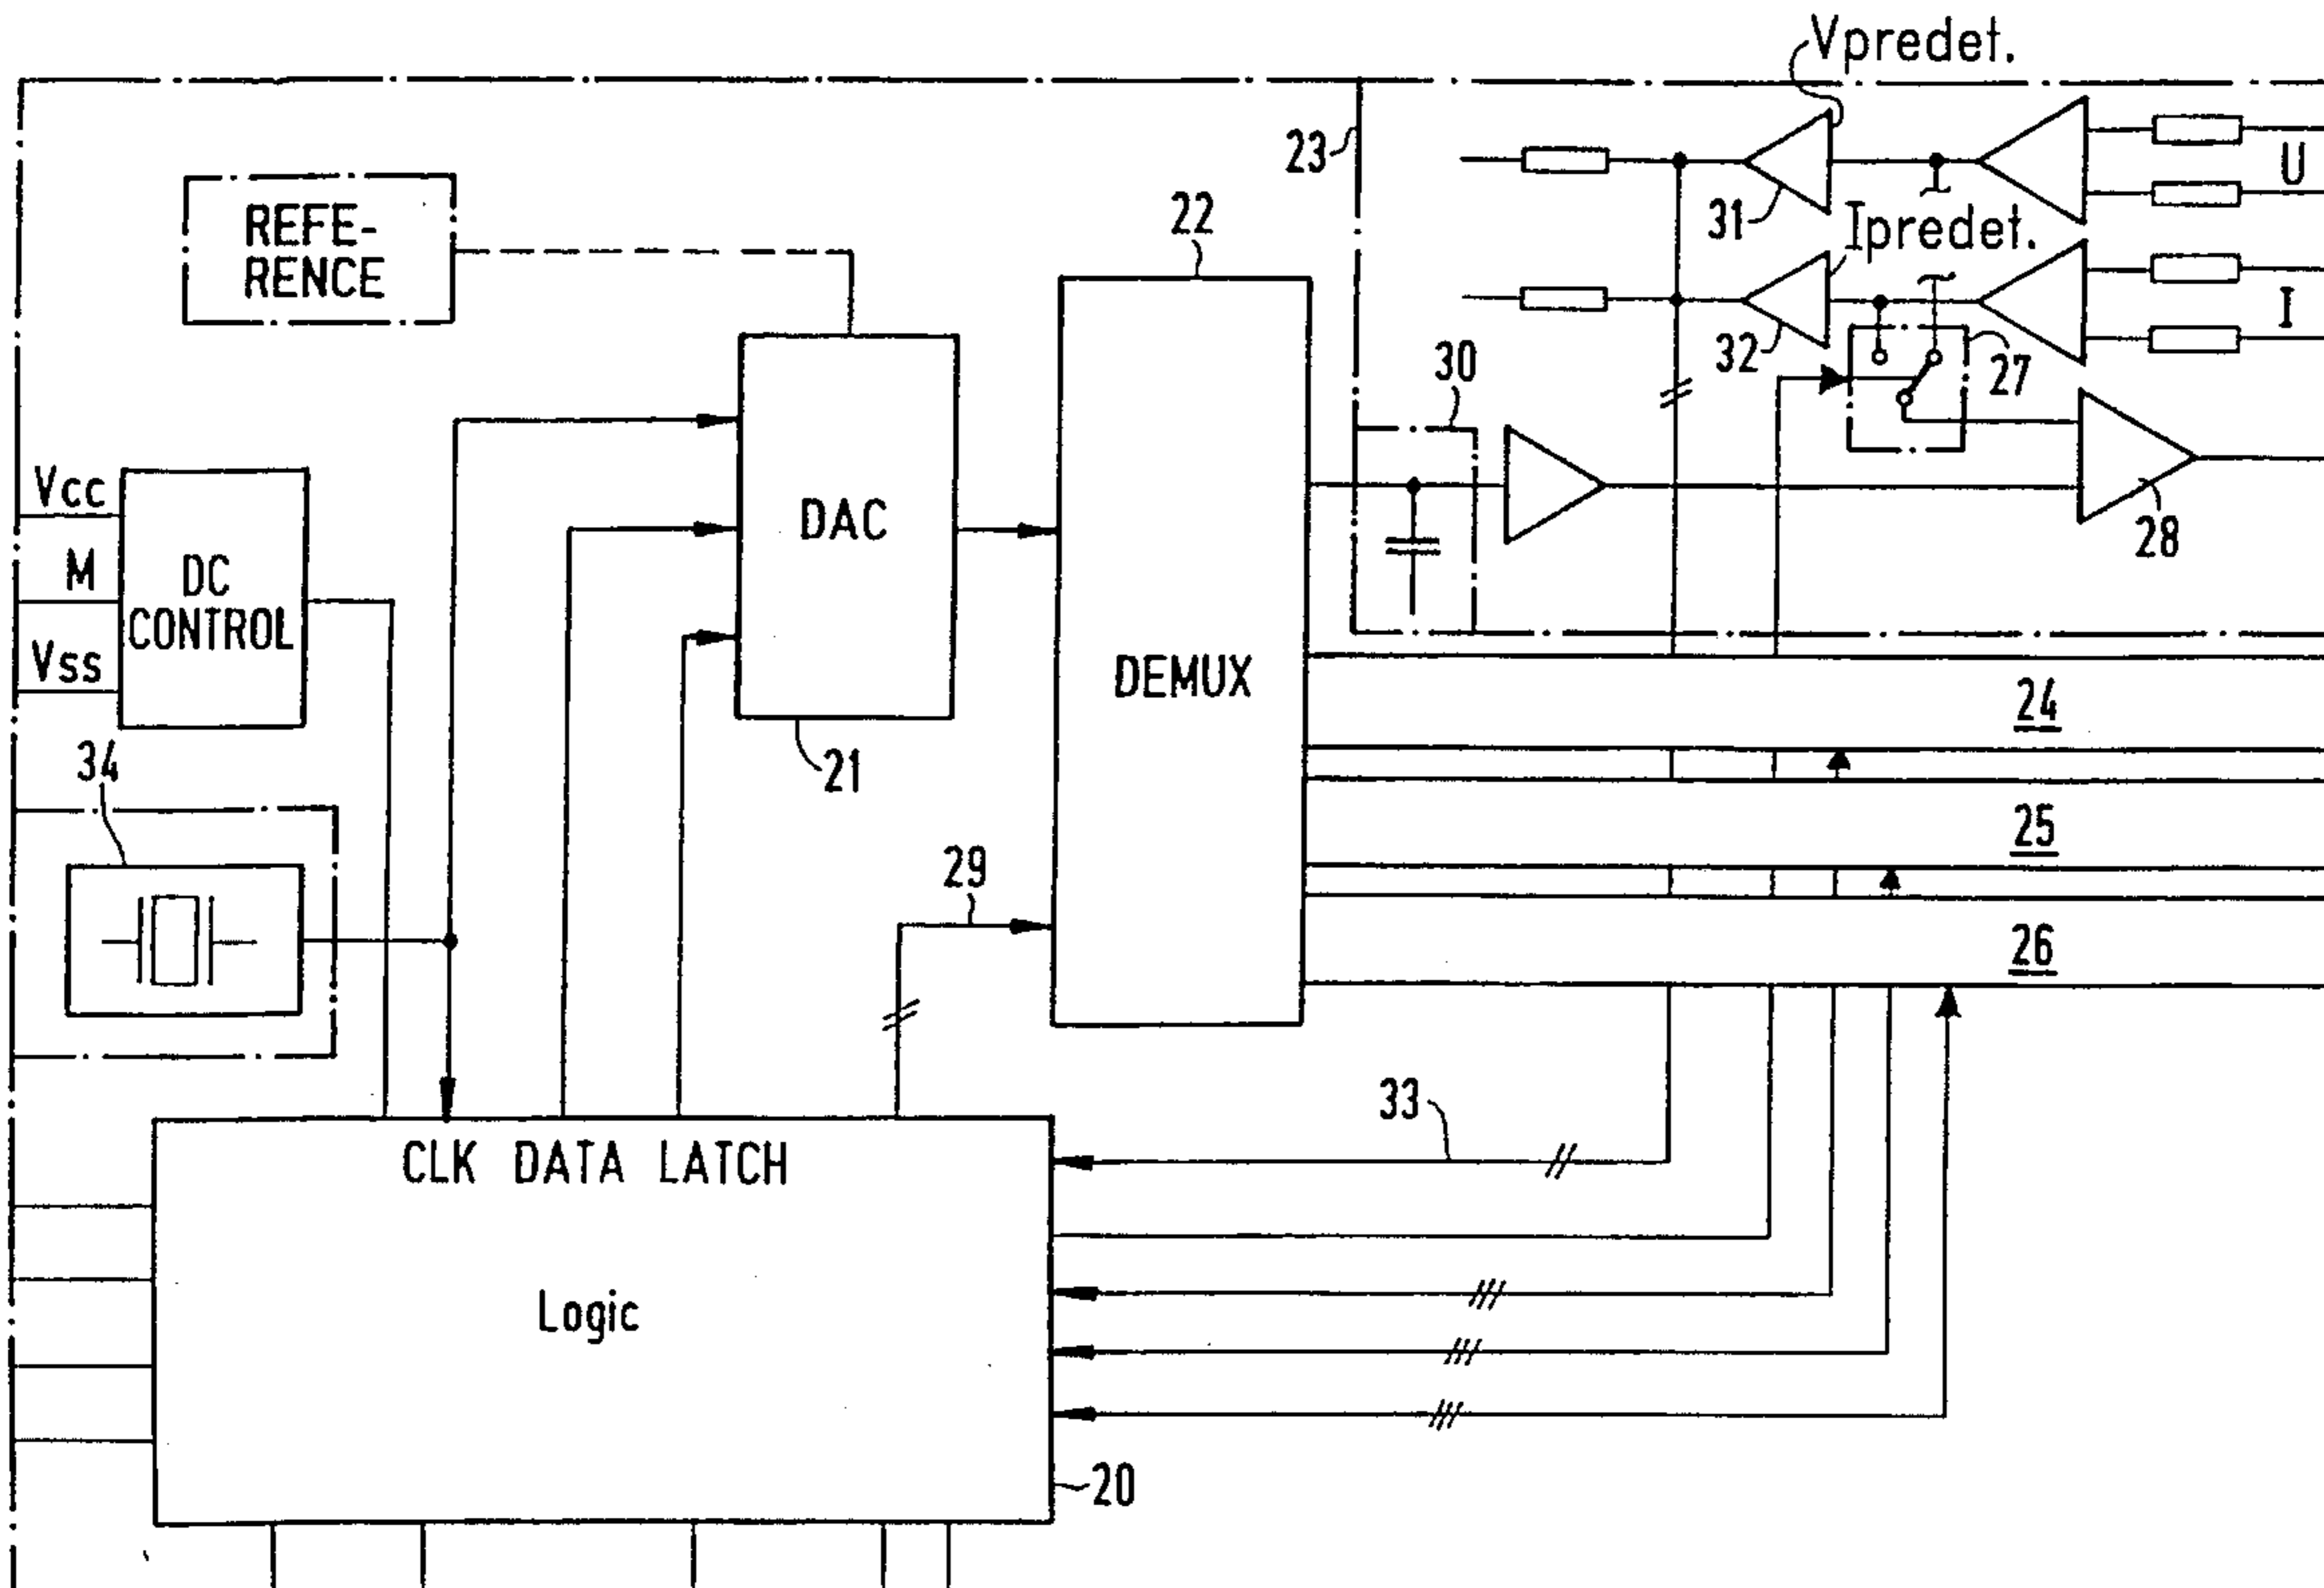 Vpredet.
23
U
REFE-
RENCE
22
31
Ipredet.
I
32
27
30
Vcc
DAC
28
M
DC
CONTROL
Vss
DEMUX
24
34
21
25
29
26
33
CLK DATA LATCH
Logic
20